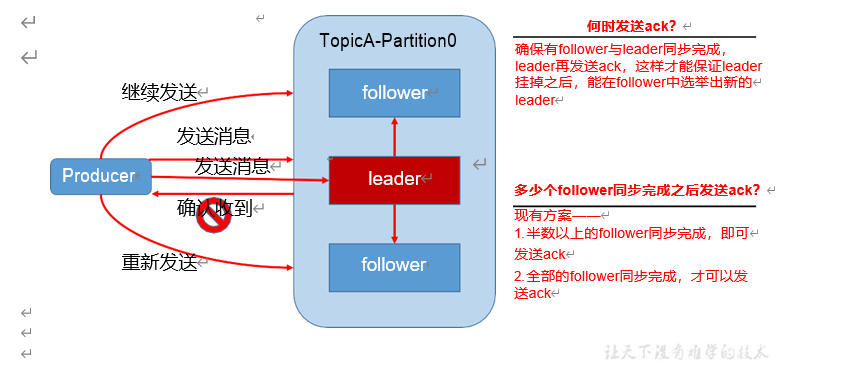 TopicA-Partition0
follower
继续发送
发送消息
发送消息
Producer
leader
确认收到
follower
重新发送
何时发送ack？
确保有follower与leader同步完成，
leader再发送ack，这样才能保证leader
挂掉之后，能在follower中选举出新的
leader
多少个follower同步完成之后发送ack？
现有方案——
1.半数以上的follower同步完成，即可
发送ack
2.全部的follower同步完成，才可以发
送ack
让天下没有难学的技术